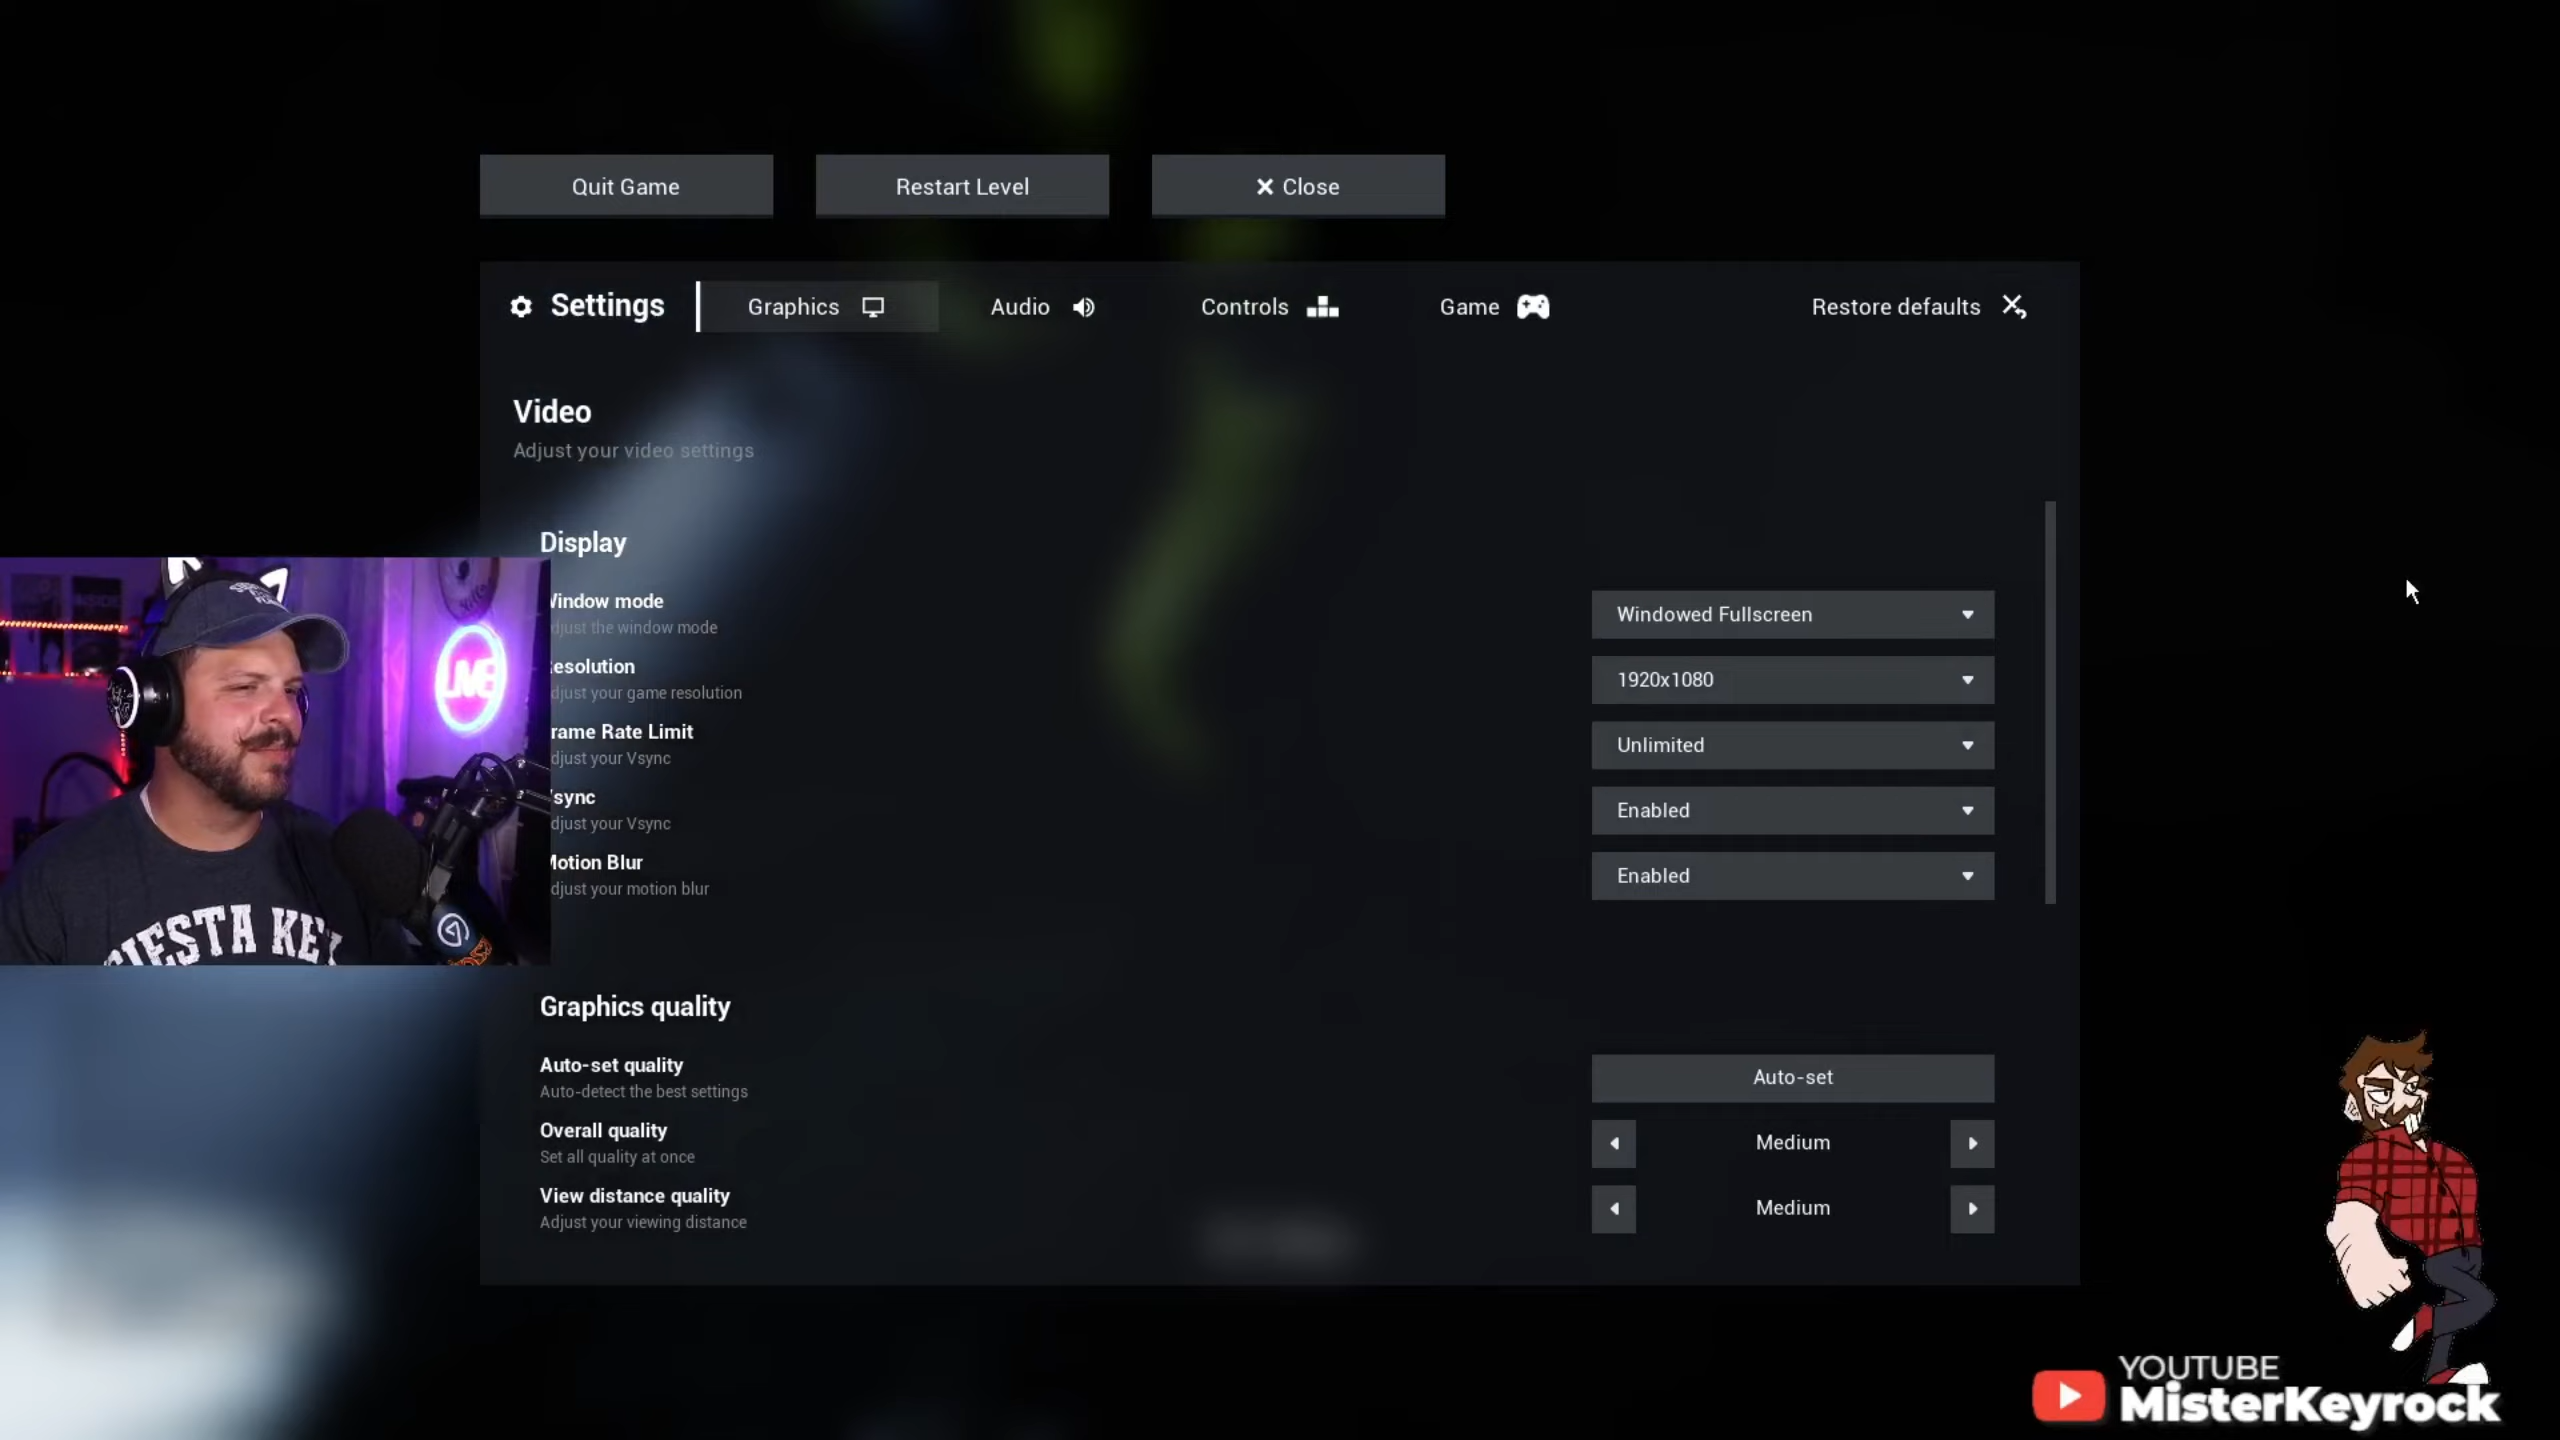 Quit Game
Restart Level
Close
Settings
Graphics
Audio
Controls
Game
Restore defaults
Video
Adjust your video settings
Display
Window mode
djust the window mode
Windowed Fullscreen
esolution
djust your game resolution
1920x1080
rame Rate Limit
djust your Vsync
Unlimited
sync
djust your Vsync
Enabled
Motion Blur
djust your motion blur
Enabled
LIVE
SIESTA KEY
Graphics quality
Auto-set quality
Auto-detect the best settings
Auto-set
Overall quality
Set all quality at once
Medium
View distance quality
Adjust your viewing distance
Medium
YOUTUBE
MisterKeyrock